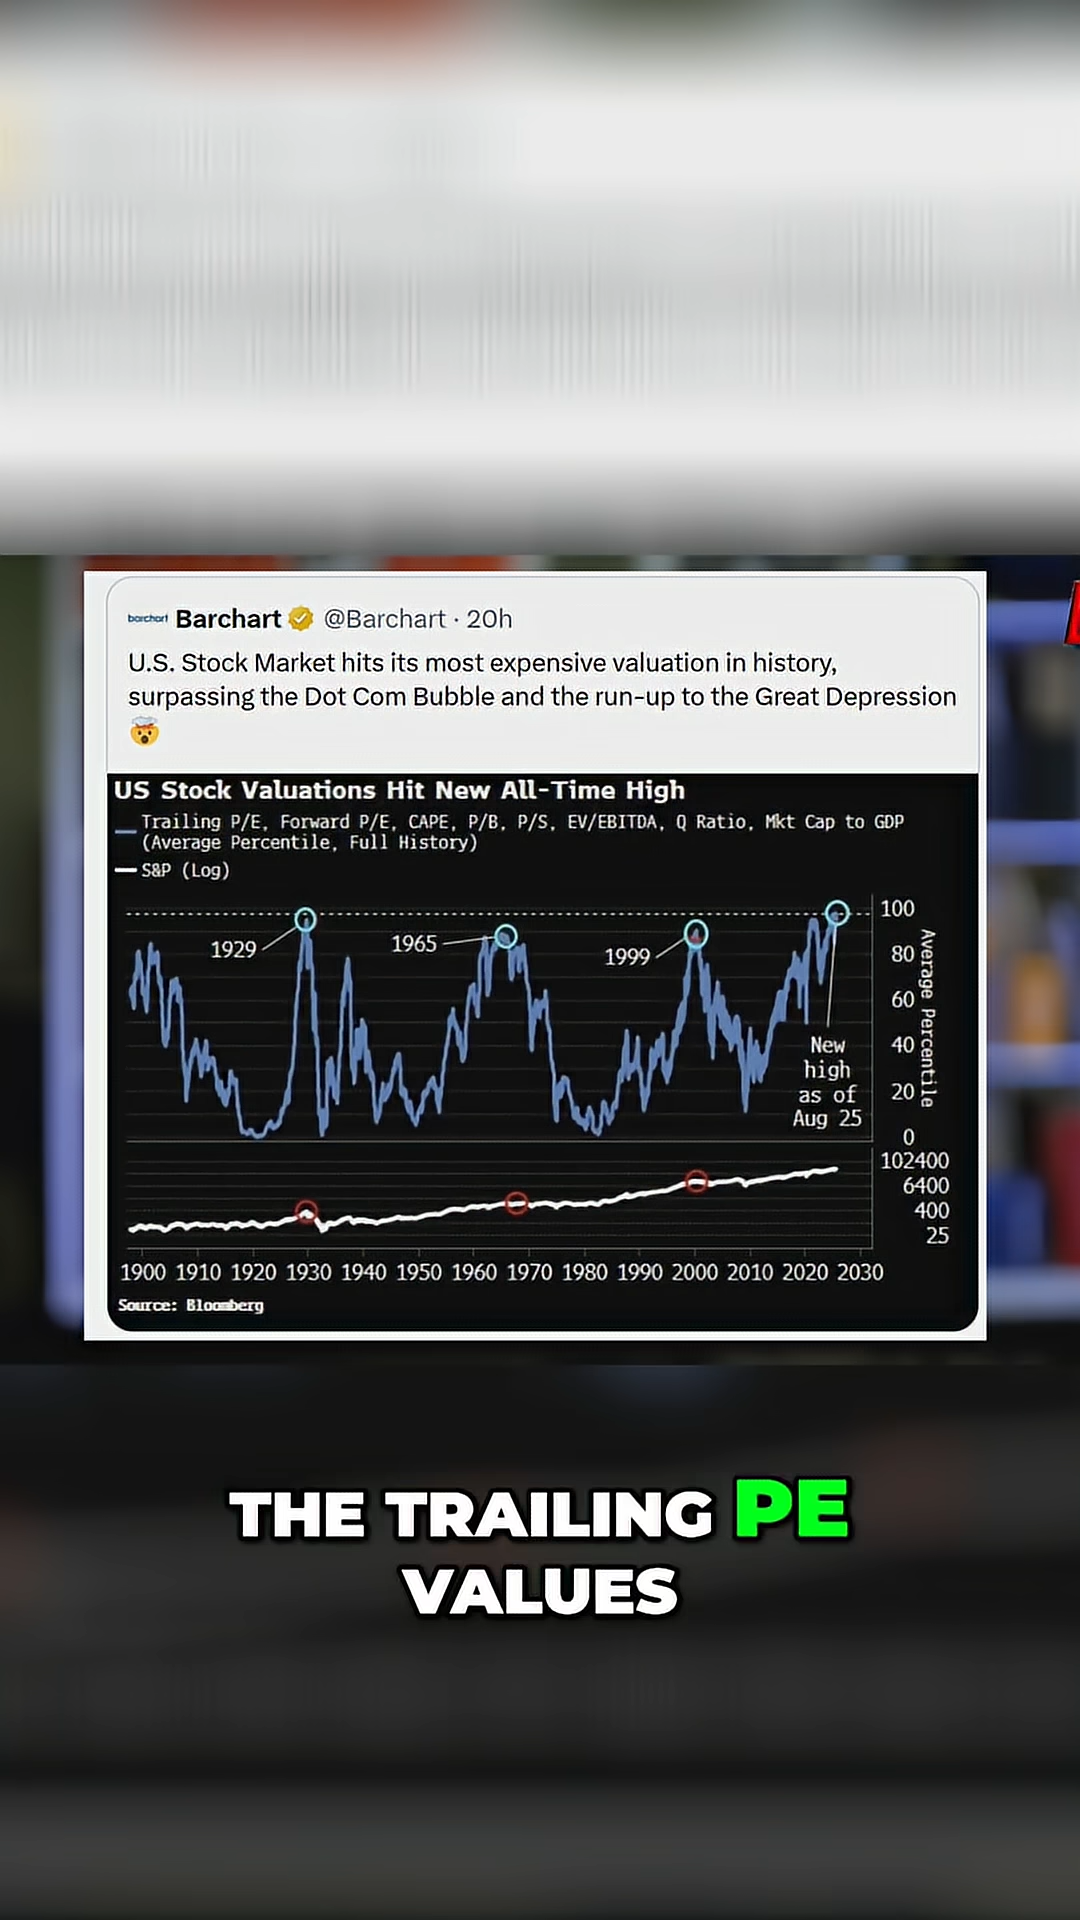 barchart Barchart @Barchart · 20h
U.S. Stock Market hits its most expensive valuation in history,
surpassing the Dot Com Bubble and the run-up to the Great Depression
🤯
US Stock Valuations Hit New All-Time High
Trailing P/E, Forward P/E, CAPE, P/B, P/S, EV/EBITDA, Q Ratio, Mkt Cap to GDP
(Average Percentile, Full History)
S&P (Log)
1929
1965
1999
New
high
as of
Aug 25
100
80
60
40
20
0
Average Percentile
102400
6400
400
25
1900 1910 1920 1930 1940 1950 1960 1970 1980 1990 2000 2010 2020 2030
Source: Bloomberg
THE TRAILING PE
VALUES